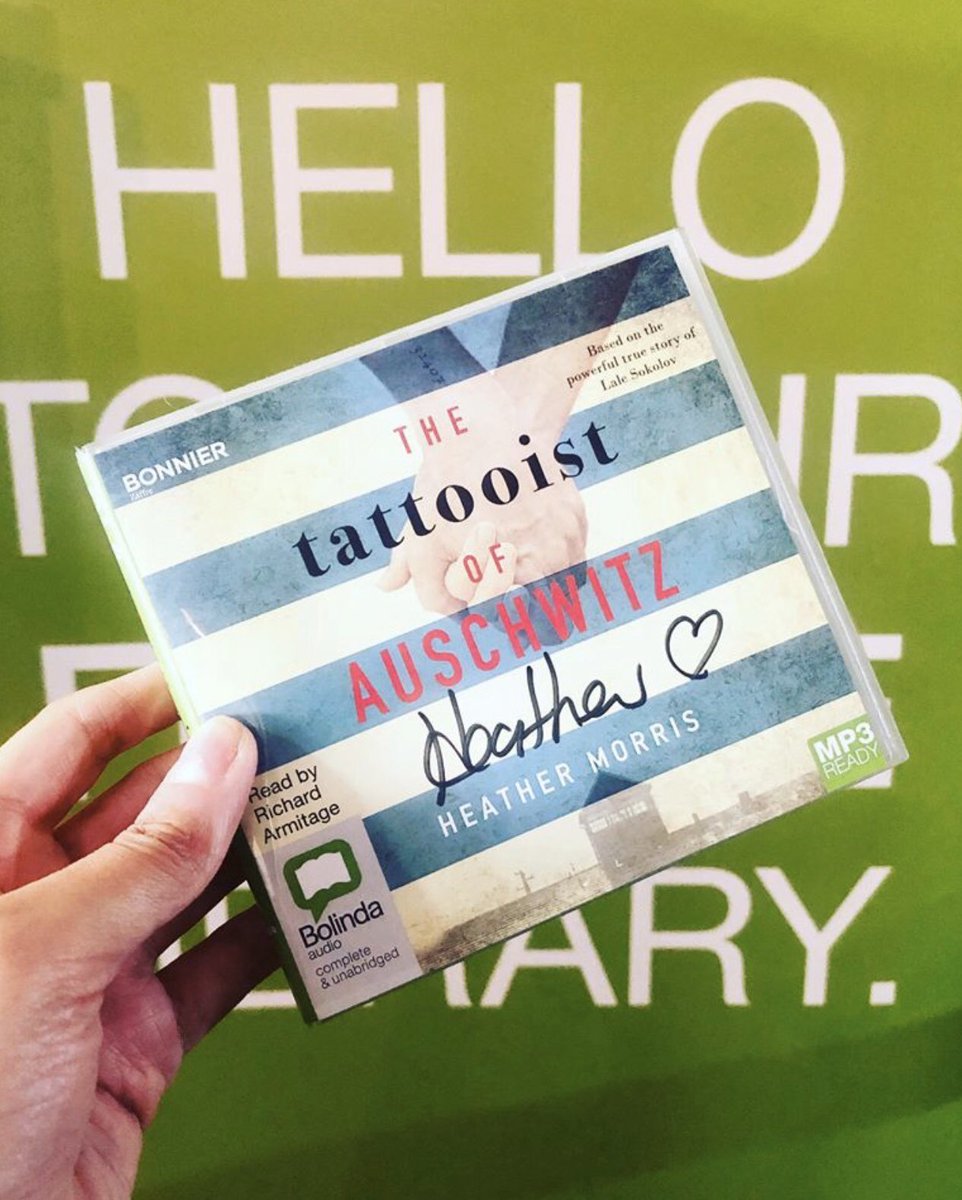 HELLO
Based on the
powerful true story of
Lale Sokolov
THE
BONNIER
tattooist
OF
AUSCHWITZ
Heather
HEATHER MORRIS
MP3
READY
Read by
Richard
Armitage
Bolinda
audio
complete
& unabridged